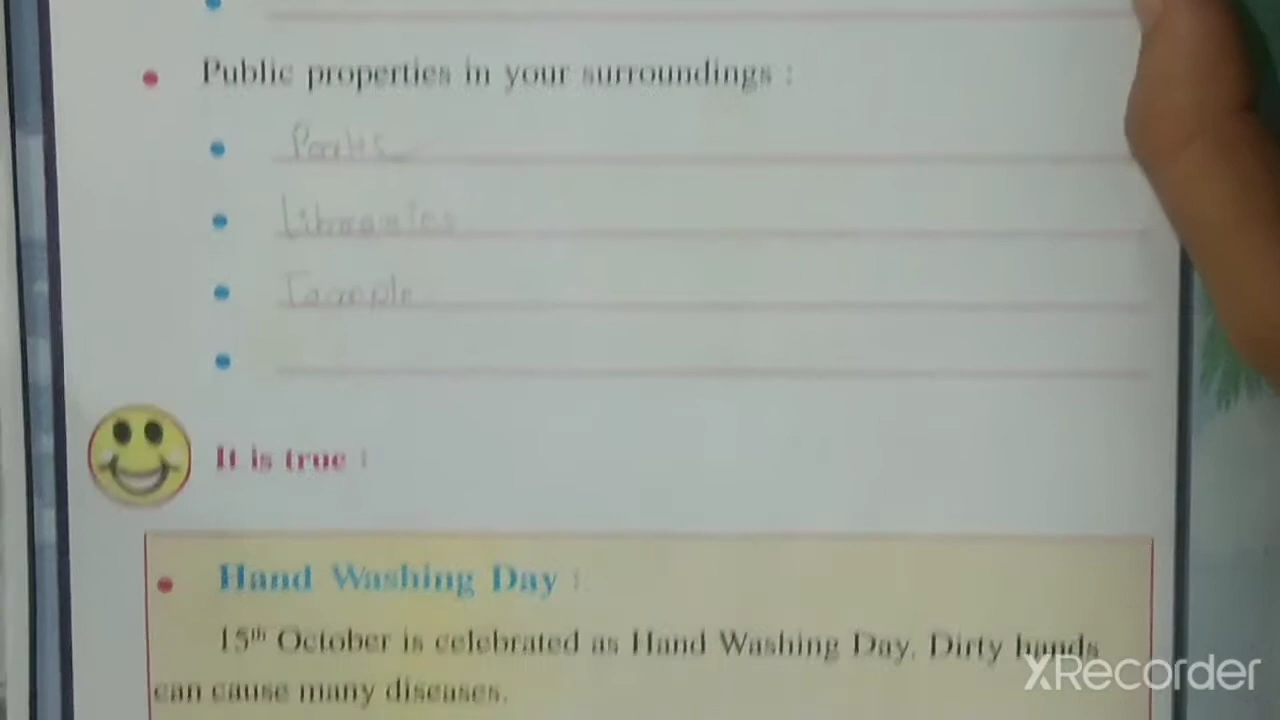 Public properties in your surroundings :
Parks
Libraries
Temple
It is true :
Hand Washing Day :
15th October is celebrated as Hand Washing Day. Dirty hands
can cause many diseases.
XRecorder